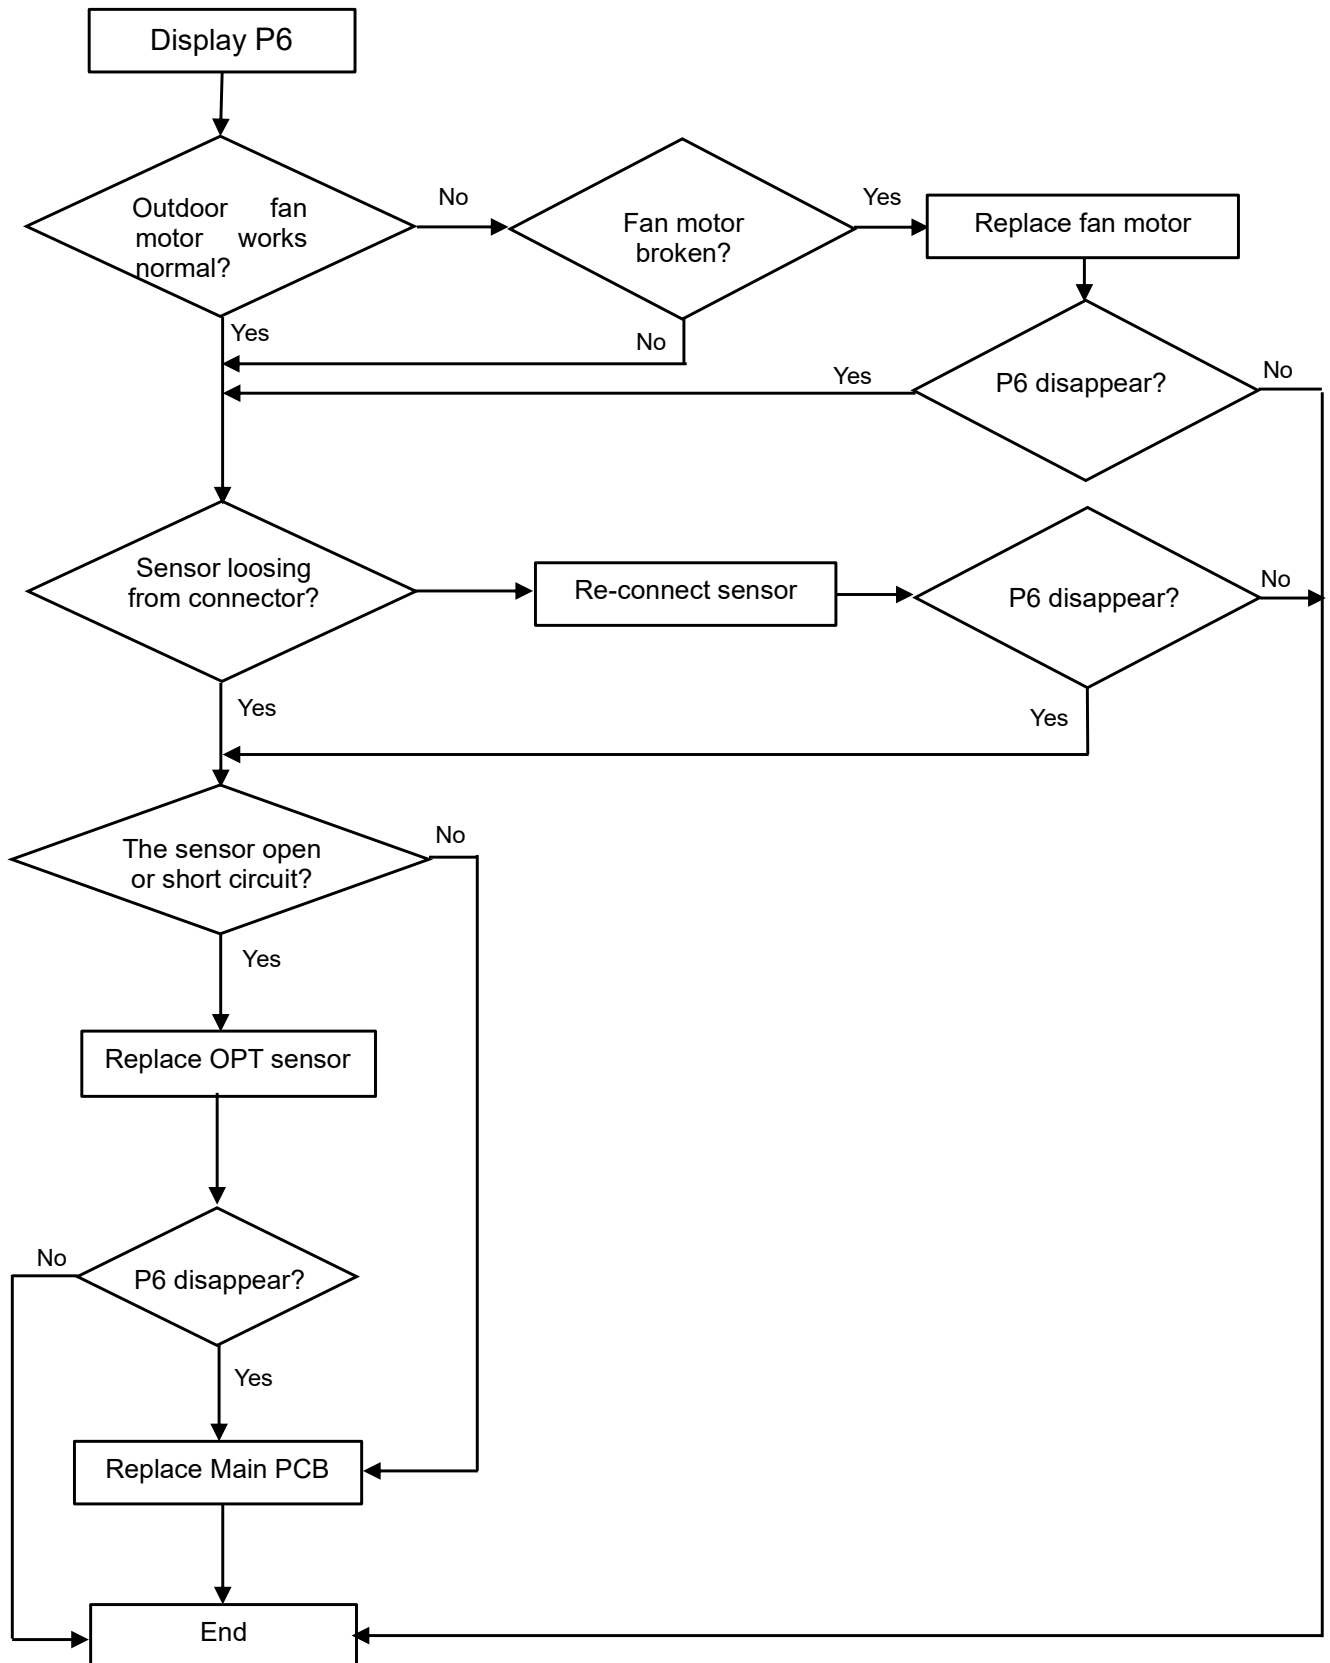 Display P6
No
Yes
Outdoor fan
motor works
normal?
Fan motor
broken?
Replace fan motor
Yes
No
Yes
P6 disappear?
No
Sensor loosing
from connector?
Re-connect sensor
P6 disappear?
No
Yes
Yes
The sensor open
or short circuit?
No
Yes
Replace OPT sensor
No
P6 disappear?
Yes
Replace Main PCB
End